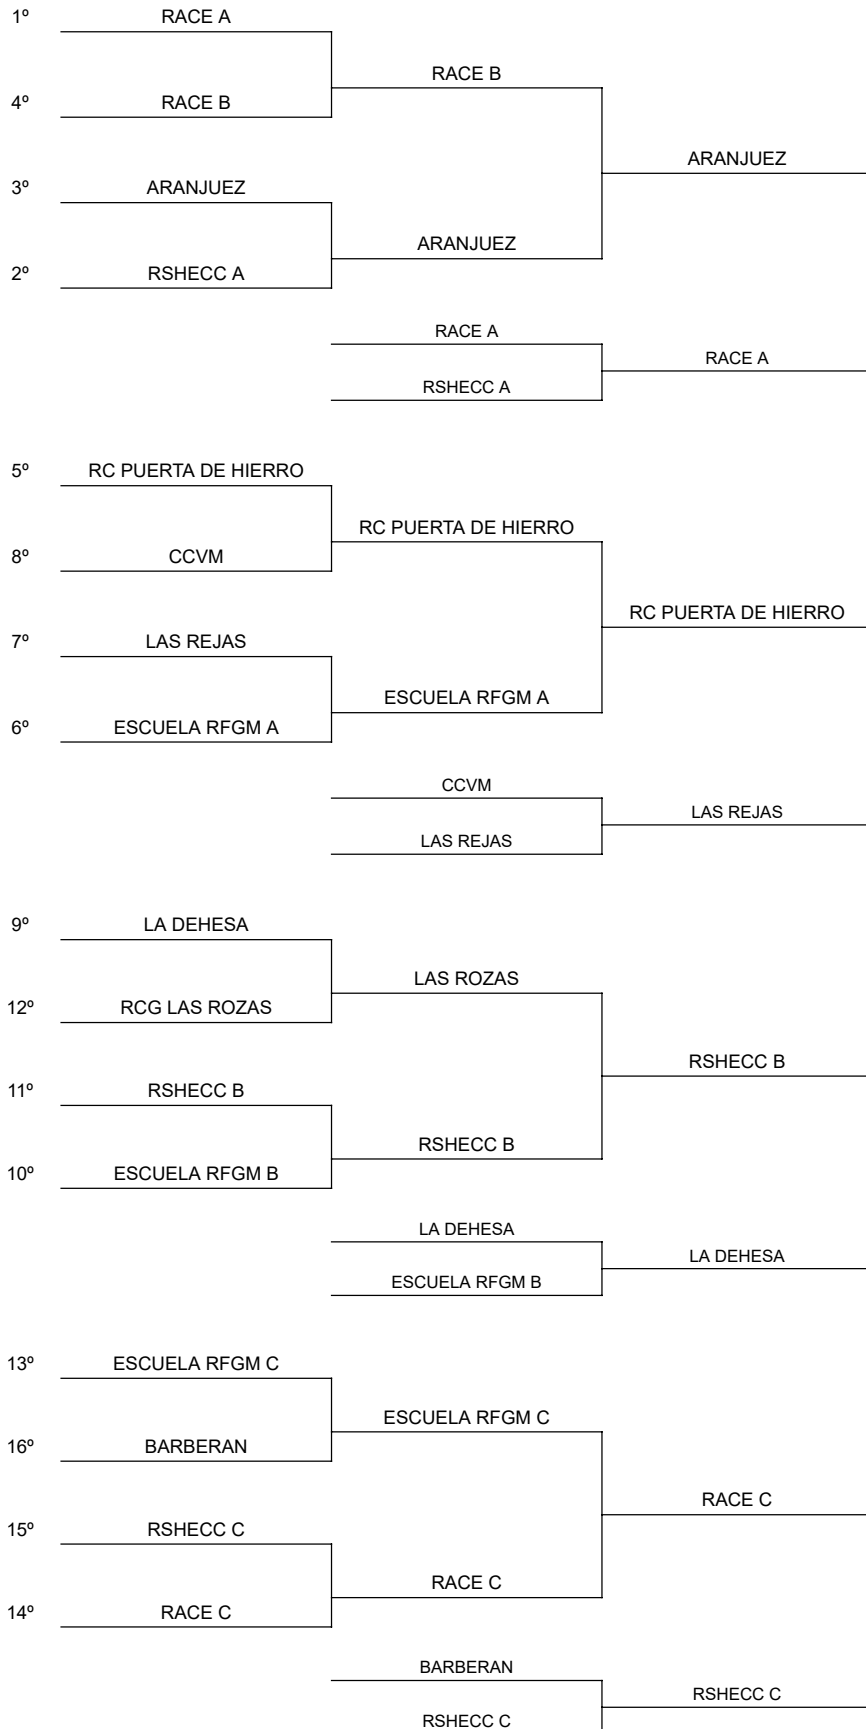 1º RACE A
RACE B
4º RACE B
ARANJUEZ
3º ARANJUEZ
ARANJUEZ
2º RSHECC A
RACE A
RACE A
RSHECC A
5º RC PUERTA DE HIERRO
RC PUERTA DE HIERRO
8º CCVM
RC PUERTA DE HIERRO
7º LAS REJAS
ESCUELA RFGM A
6º ESCUELA RFGM A
CCVM
LAS REJAS
LAS REJAS
9º LA DEHESA
LAS ROZAS
12º RCG LAS ROZAS
RSHECC B
11º RSHECC B
RSHECC B
10º ESCUELA RFGM B
LA DEHESA
LA DEHESA
ESCUELA RFGM B
13º ESCUELA RFGM C
ESCUELA RFGM C
16º BARBERAN
RACE C
15º RSHECC C
RACE C
14º RACE C
BARBERAN
RSHECC C
RSHECC C